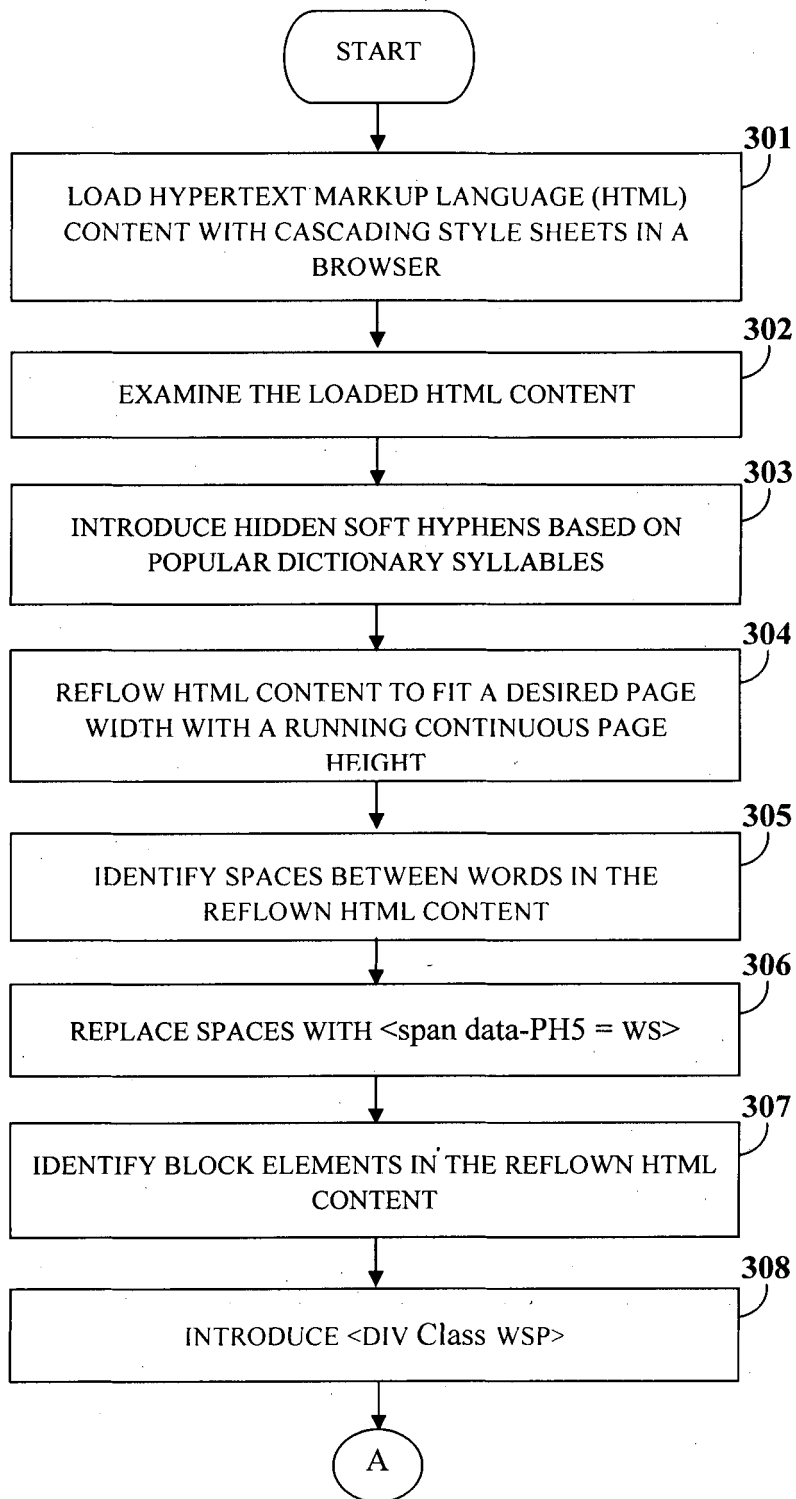 START
301
LOAD HYPERTEXT MARKUP LANGUAGE (HTML)
CONTENT WITH CASCADING STYLE SHEETS IN A
BROWSER
302
EXAMINE THE LOADED HTML CONTENT
303
INTRODUCE HIDDEN SOFT HYPHENS BASED ON
POPULAR DICTIONARY SYLLABLES
304
REFLOW HTML CONTENT TO FIT A DESIRED PAGE
WIDTH WITH A RUNNING CONTINUOUS PAGE
HEIGHT
305
IDENTIFY SPACES BETWEEN WORDS IN THE
REFLOWN HTML CONTENT
306
REPLACE SPACES WITH <span data-PH5 = WS>
307
IDENTIFY BLOCK ELEMENTS IN THE REFLOWN HTML
CONTENT
308
INTRODUCE <DIV Class WSP>
A